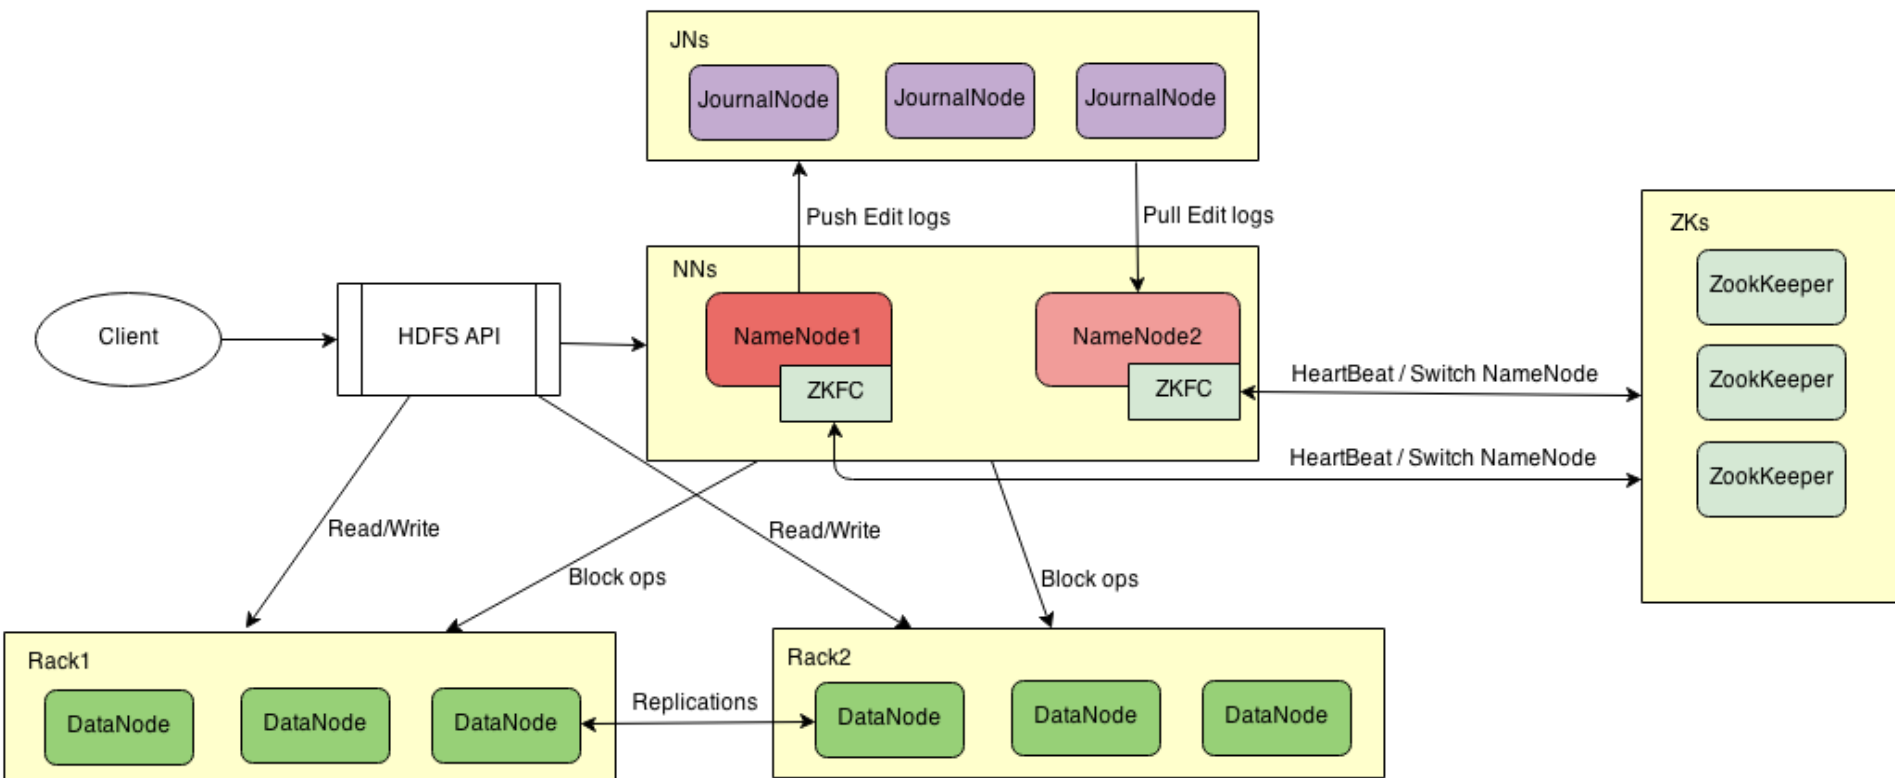 JNs
JournalNode
JournalNode
JournalNode
Push Edit logs
Pull Edit logs
ZKs
ZookKeeper
ZookKeeper
ZookKeeper
NNs
Client
HDFS API
NameNode1
ZKFC
NameNode2
ZKFC
HeartBeat / Switch NameNode
HeartBeat / Switch NameNode
Read/Write
Read/Write
Block ops
Block ops
Rack1
DataNode
DataNode
DataNode
Replications
Rack2
DataNode
DataNode
DataNode